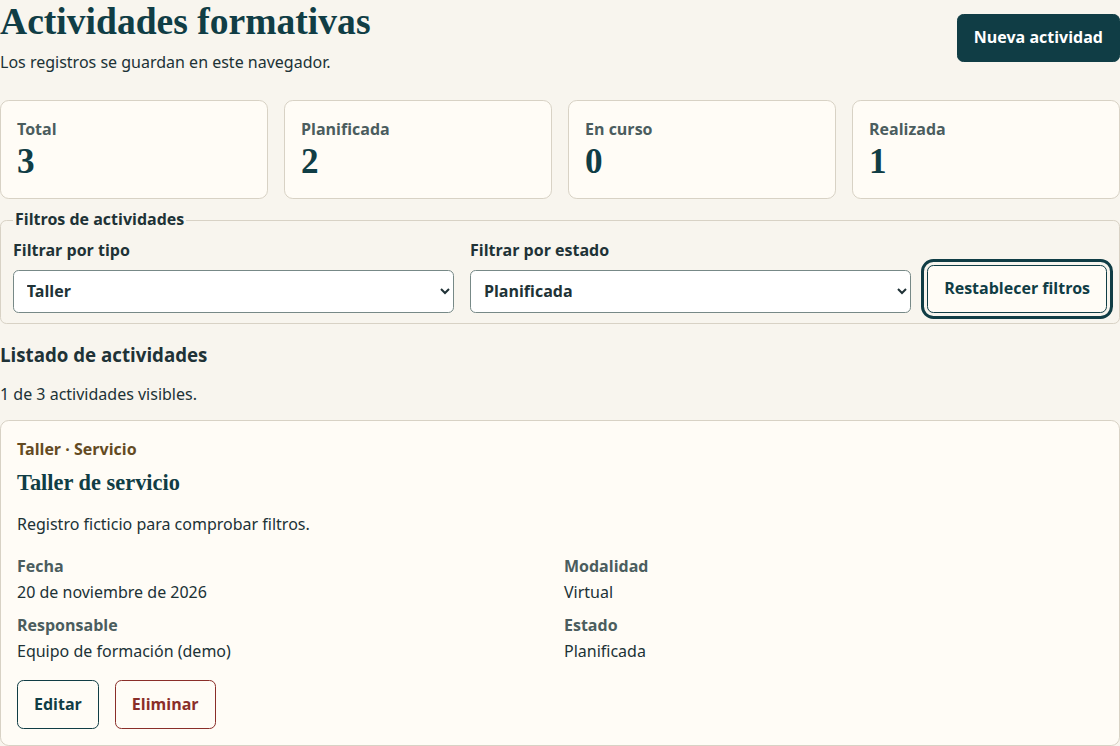 Actividades formativas
Nueva actividad
Los registros se guardan en este navegador.
Total
3
Planificada
2
En curso
0
Realizada
1
Filtros de actividades
Filtrar por tipo
Taller
Filtrar por estado
Planificada
Restablecer filtros
Listado de actividades
1 de 3 actividades visibles.
Taller · Servicio
Taller de servicio
Registro ficticio para comprobar filtros.
Fecha
20 de noviembre de 2026
Modalidad
Virtual
Responsable
Equipo de formación (demo)
Estado
Planificada
Editar
Eliminar